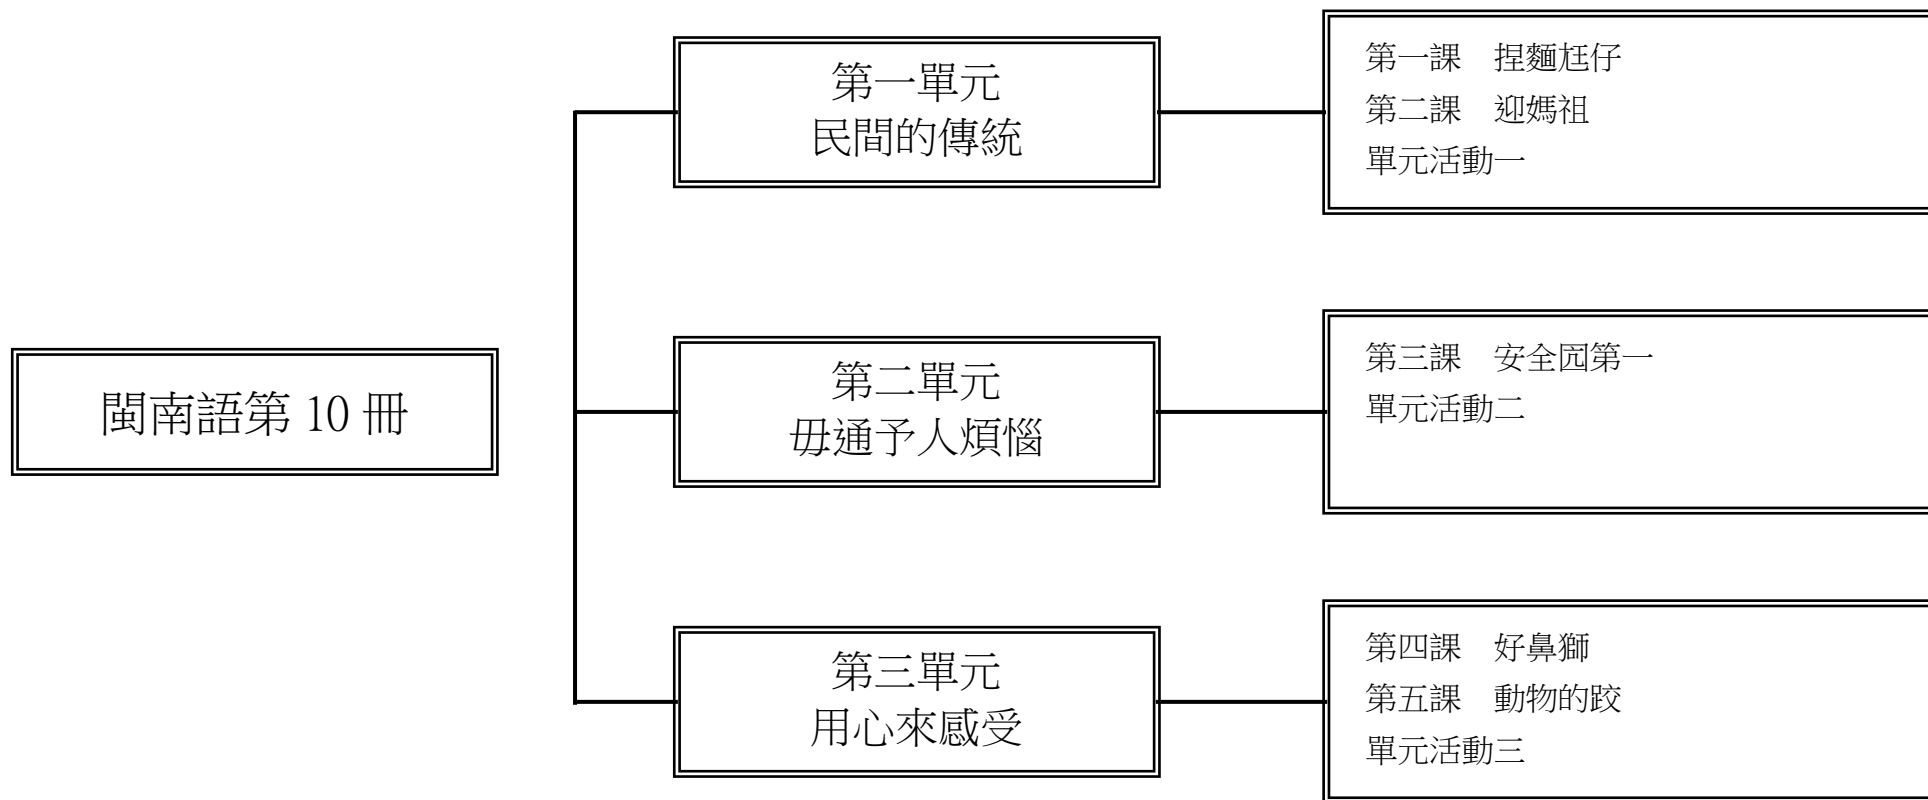 閩南語第 10 冊
第一單元
民間的傳統
第一課　捏麵尪仔
第二課　迎媽祖
單元活動一
第二單元
毋通予人煩惱
第三課　安全囥第一
單元活動二
第三單元
用心來感受
第四課　好鼻獅
第五課　動物的跤
單元活動三